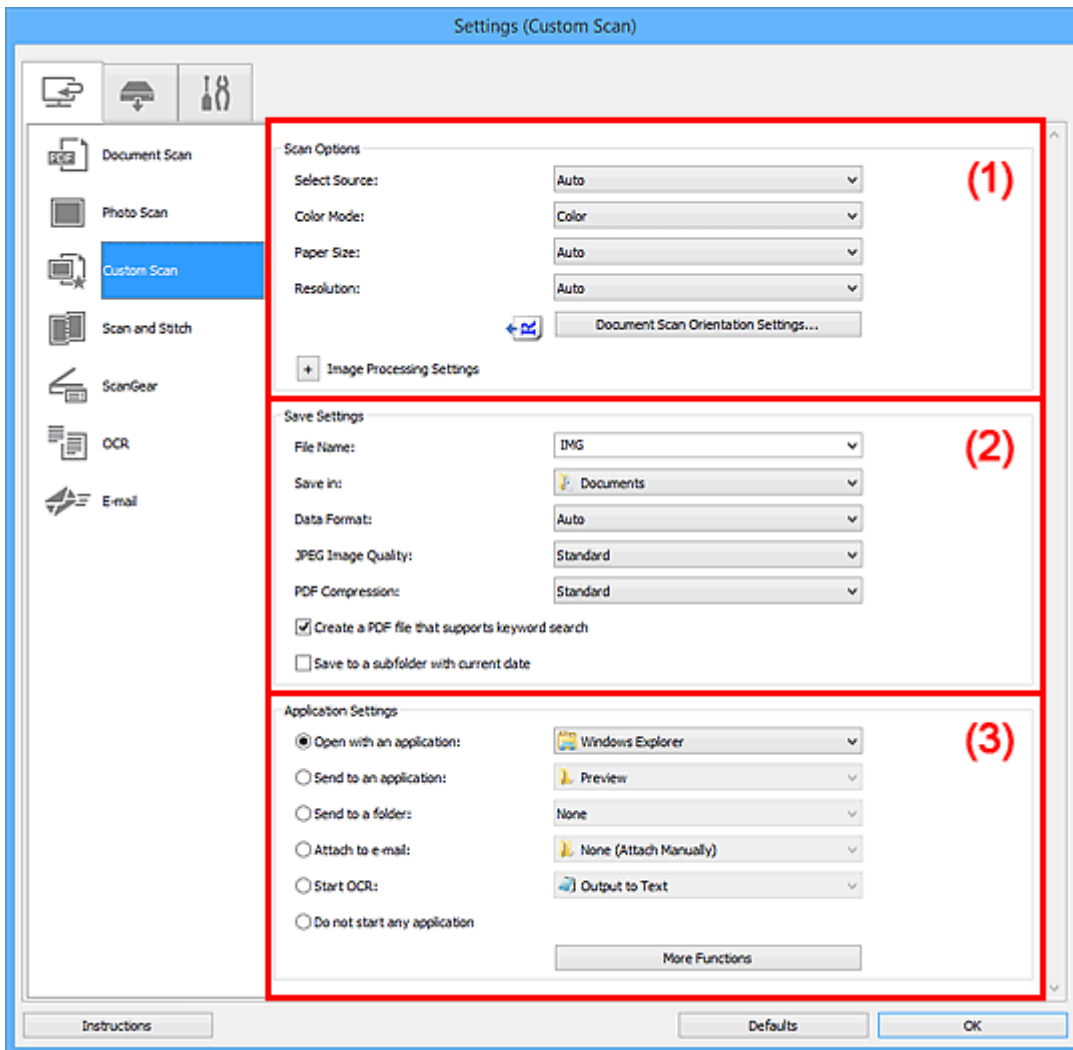 Settings (Custom Scan)
Document Scan
Photo Scan
Custom Scan
Scan and Stitch
ScanGear
OCR
E-mail
Scan Options
(1)
Select Source: Auto
Color Mode: Color
Paper Size: Auto
Resolution: Auto
Document Scan Orientation Settings...
+ Image Processing Settings
Save Settings
(2)
File Name: IMG
Save in: Documents
Data Format: Auto
JPEG Image Quality: Standard
PDF Compression: Standard
Create a PDF file that supports keyword search
Save to a subfolder with current date
Application Settings
(3)
Open with an application: Windows Explorer
Send to an application: Preview
Send to a folder: None
Attach to e-mail: None (Attach Manually)
Start OCR: Output to Text
Do not start any application
More Functions
Instructions Defaults OK